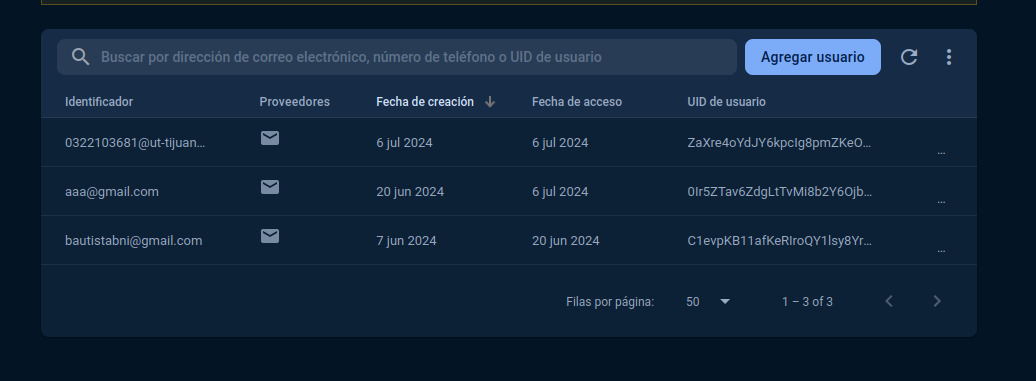 Buscar por dirección de correo electrónico, número de teléfono o UID de usuario Agregar usuario
Identificador Proveedores Fecha de creación Fecha de acceso UID de usuario
0322103681@ut-tijuan... 6 jul 2024 6 jul 2024 ZaXre4oYdJY6kpcIg8pmZKeO... ...
aaa@gmail.com 20 jun 2024 6 jul 2024 0Ir5ZTav6ZdgLtTvMi8b2Y6Ojb... ...
bautistabni@gmail.com 7 jun 2024 20 jun 2024 C1evpKB11afKeRIroQY1lsy8Yr... ...
Filas por página: 50 1 – 3 of 3